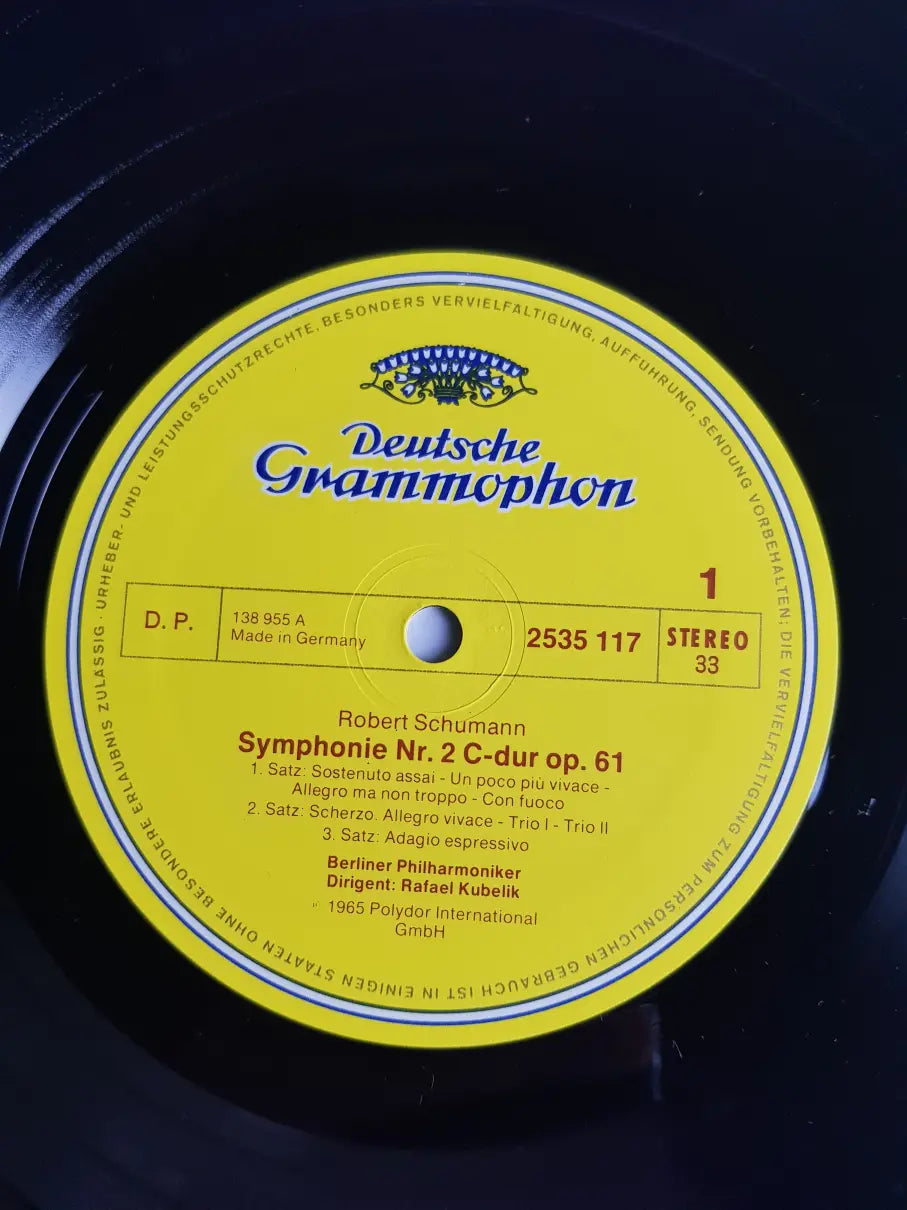 Deutsche
Grammophon
1
D. P.
138 955 A
Made in Germany
2535 117
STEREO
33
Robert Schumann
Symphonie Nr. 2 C-dur op. 61
1. Satz: Sostenuto assai - Un poco più vivace -
Allegro ma non troppo - Con fuoco
2. Satz: Scherzo. Allegro vivace - Trio I - Trio II
3. Satz: Adagio espressivo
Berliner Philharmoniker
Dirigent: Rafael Kubelik
℗ 1965 Polydor International
GmbH
URHEBER- UND LEISTUNGSSCHUTZRECHTE, BESONDERS VERVIELFÄLTIGUNG, AUFFÜHRUNG, SENDUNG VORBEHALTEN; DIE VERVIELFÄLTIGUNG ZUM PERSÖNLICHEN GEBRAUCH IST IN EINIGEN STAATEN OHNE BESONDERE ERLAUBNIS ZULÄSSIG ·